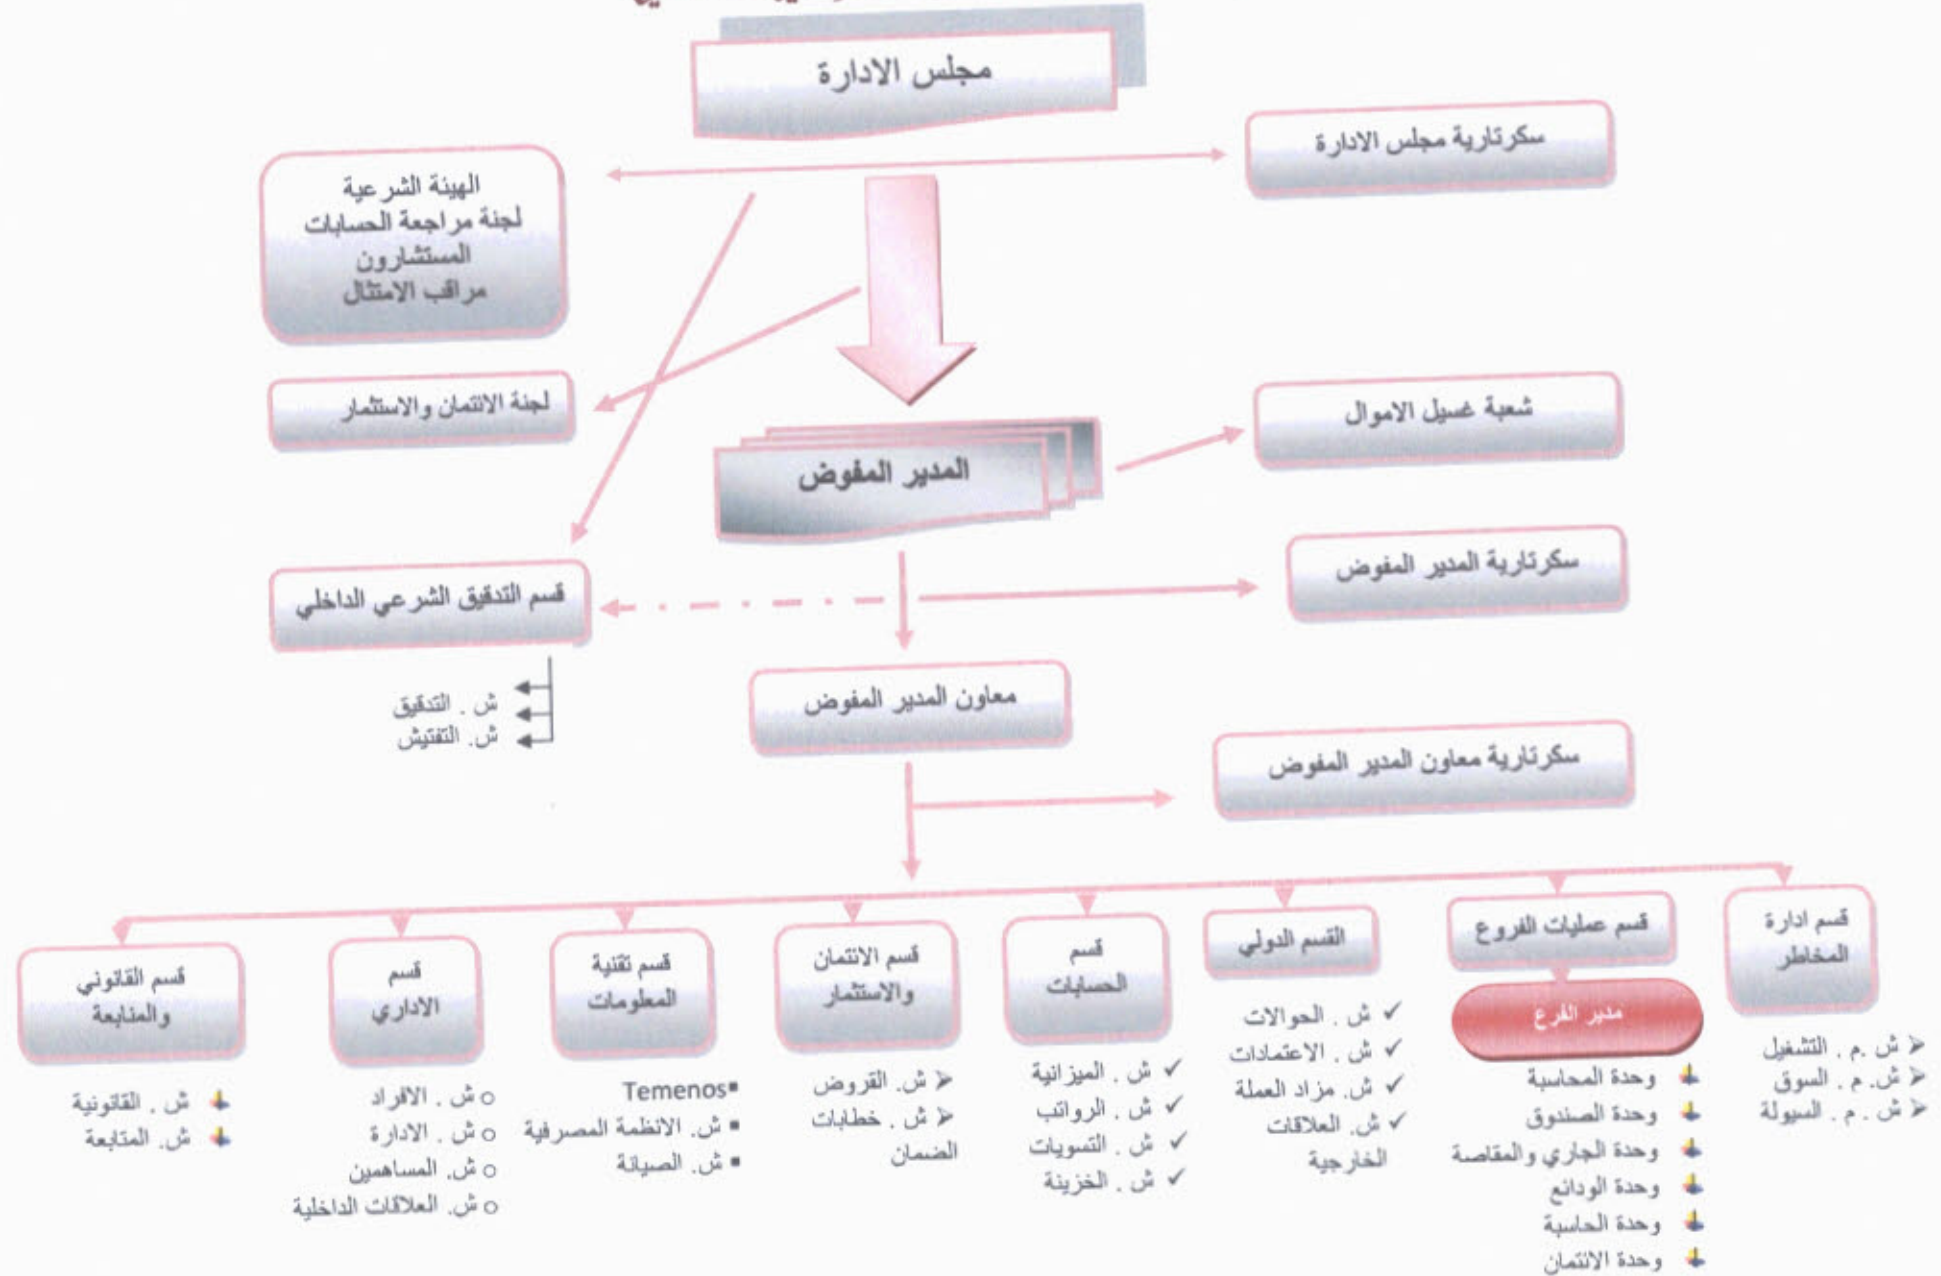 مجلس الادارة
سكرتارية مجلس الادارة
الهيئة الشرعية
لجنة مراجعة الحسابات
المستشارون
مراقب الامتثال
لجنة الائتمان والاستثمار
شعبة غسيل الاموال
المدير المفوض
سكرتارية المدير المفوض
قسم التدقيق الشرعي الداخلي
ش . التدقيق
ش. التفتيش
معاون المدير المفوض
سكرتارية معاون المدير المفوض
قسم ادارة
المخاطر
ش .م . التشغيل
ش. م . السوق
ش . م . السيولة
قسم عمليات الفروع
مدير الفرع
وحدة المحاسبة
وحدة الصندوق
وحدة الجاري والمقاصة
وحدة الودائع
وحدة الحاسبة
وحدة الائتمان
القسم الدولي
ش . الحوالات
ش . الاعتمادات
ش. مزاد العملة
ش. العلاقات
الخارجية
قسم
الحسابات
ش . الميزانية
ش . الرواتب
ش . التسويات
ش . الخزينة
قسم الائتمان
والاستثمار
ش. القروض
ش . خطابات
الضمان
قسم تقنية
المعلومات
Temenos
ش. الانظمة المصرفية
ش. الصيانة
قسم
الاداري
ش . الافراد
ش . الادارة
ش. المساهمين
ش. العلاقات الداخلية
قسم القانوني
والمتابعة
ش . القانونية
ش. المتابعة